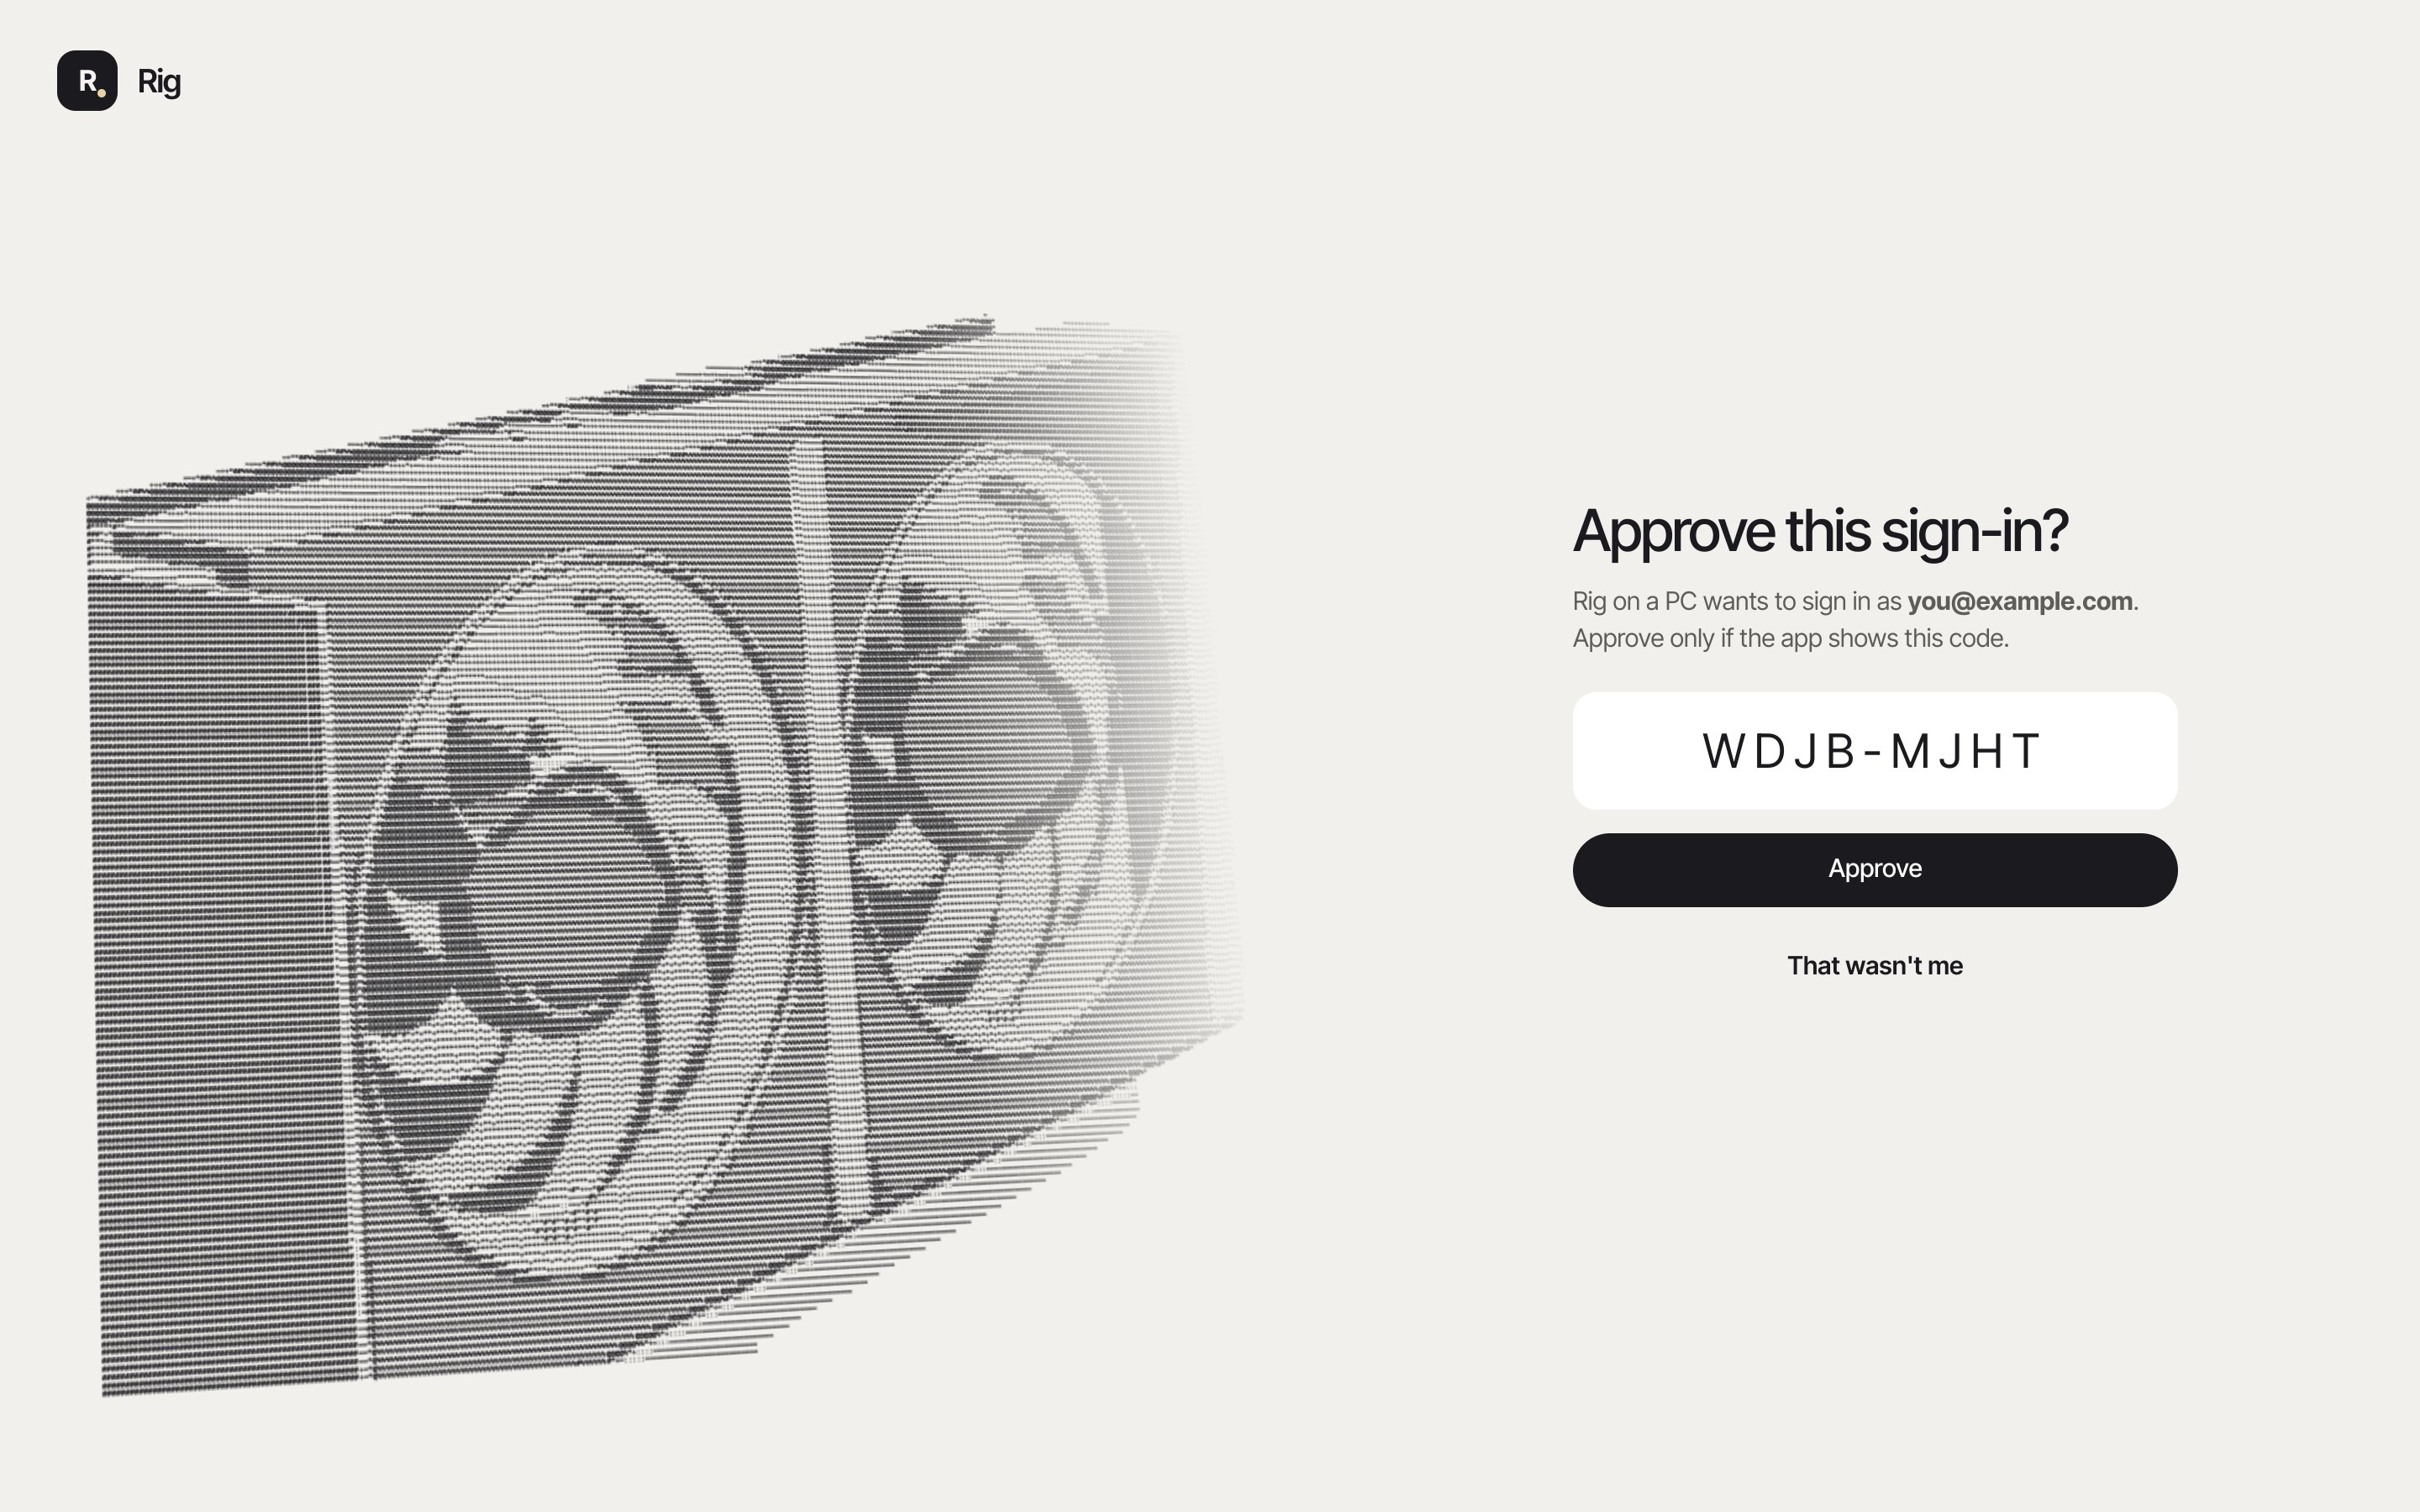 R.
Rig
Approve this sign-in?
Rig on a PC wants to sign in as you@example.com.
Approve only if the app shows this code.
WDJB-MJHT
Approve
That wasn't me